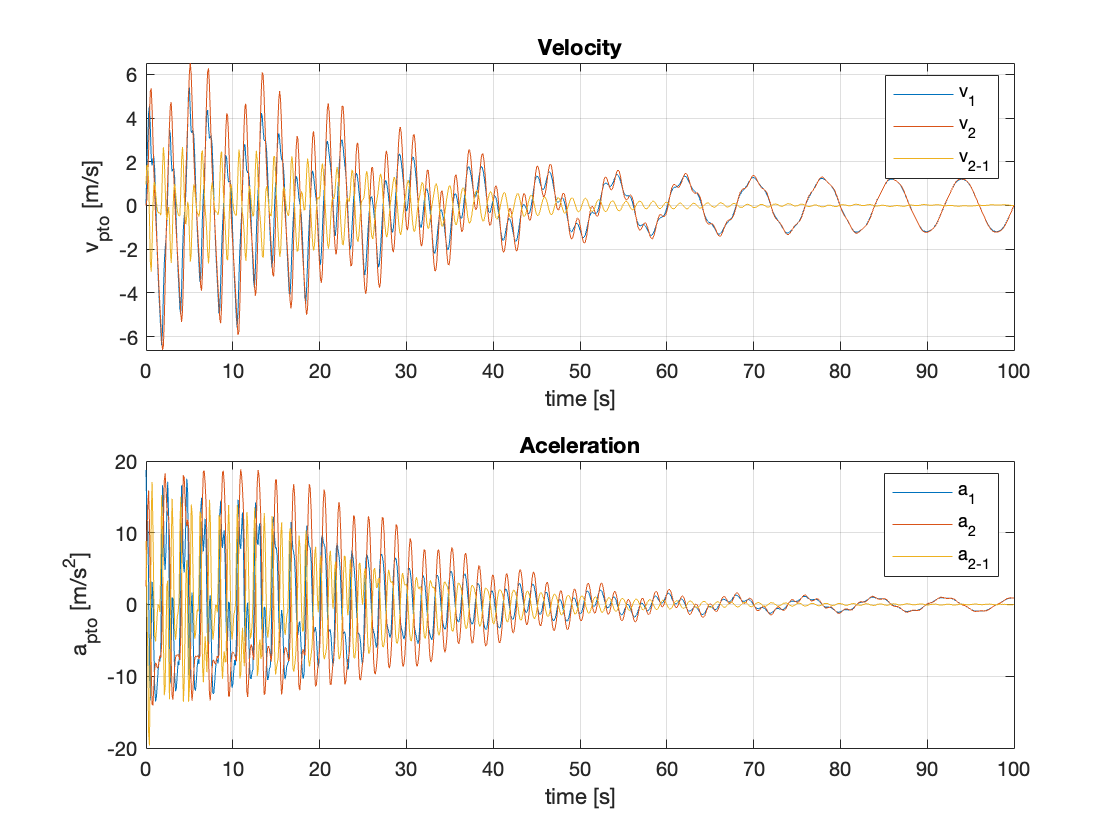 Velocity
v_pto [m/s]
6
4
2
0
-2
-4
-6
v_1
v_2
v_2-1
0 10 20 30 40 50 60 70 80 90 100
time [s]
Aceleration
a_pto [m/s^2]
20
10
0
-10
-20
a_1
a_2
a_2-1
0 10 20 30 40 50 60 70 80 90 100
time [s]